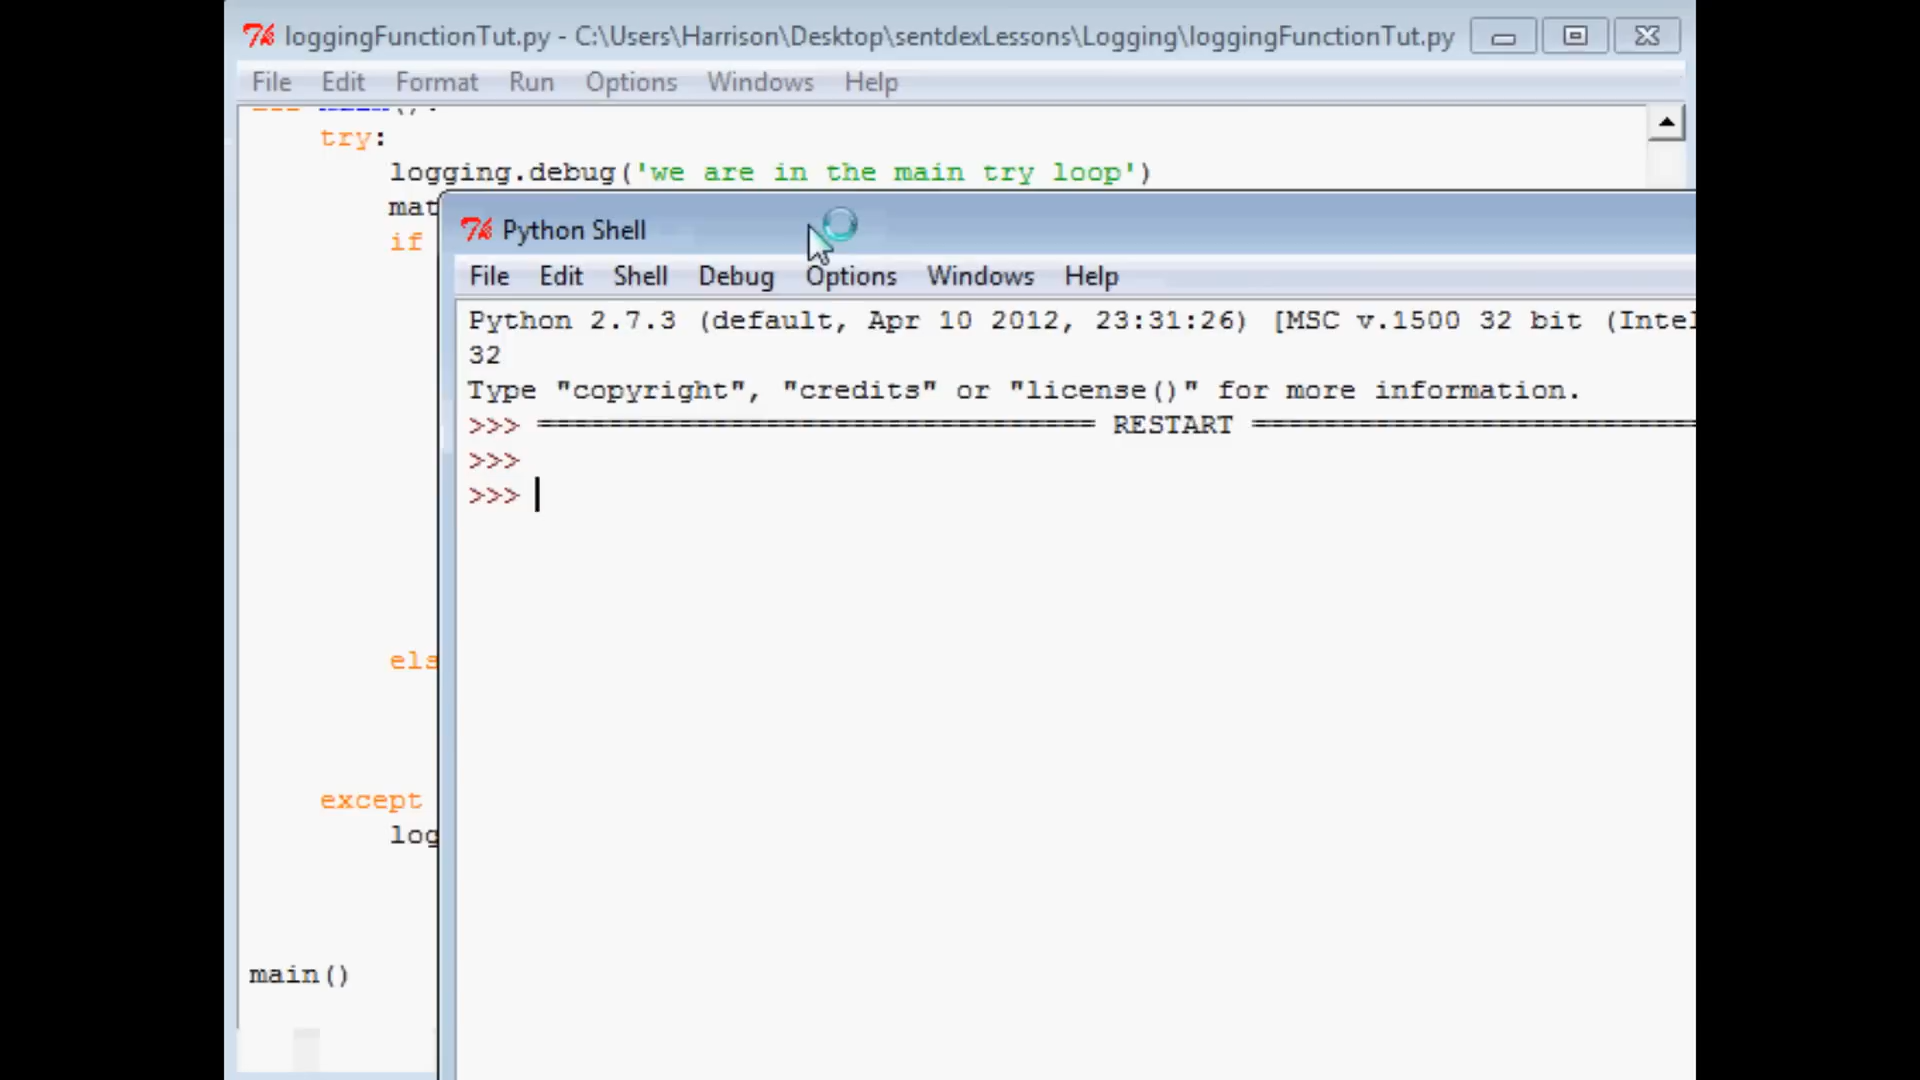 loggingFunctionTut.py - C:\Users\Harrison\Desktop\sentdexLessons\Logging\loggingFunctionTut.py
File Edit Format Run Options Windows Help
try:
logging.debug('we are in the main try loop')
mat
if
Python Shell
File Edit Shell Debug Options Windows Help
Python 2.7.3 (default, Apr 10 2012, 23:31:26) [MSC v.1500 32 bit (Intel
32
Type "copyright", "credits" or "license()" for more information.
>>> ================================ RESTART ==========================
>>>
>>>
els
except
log
main()